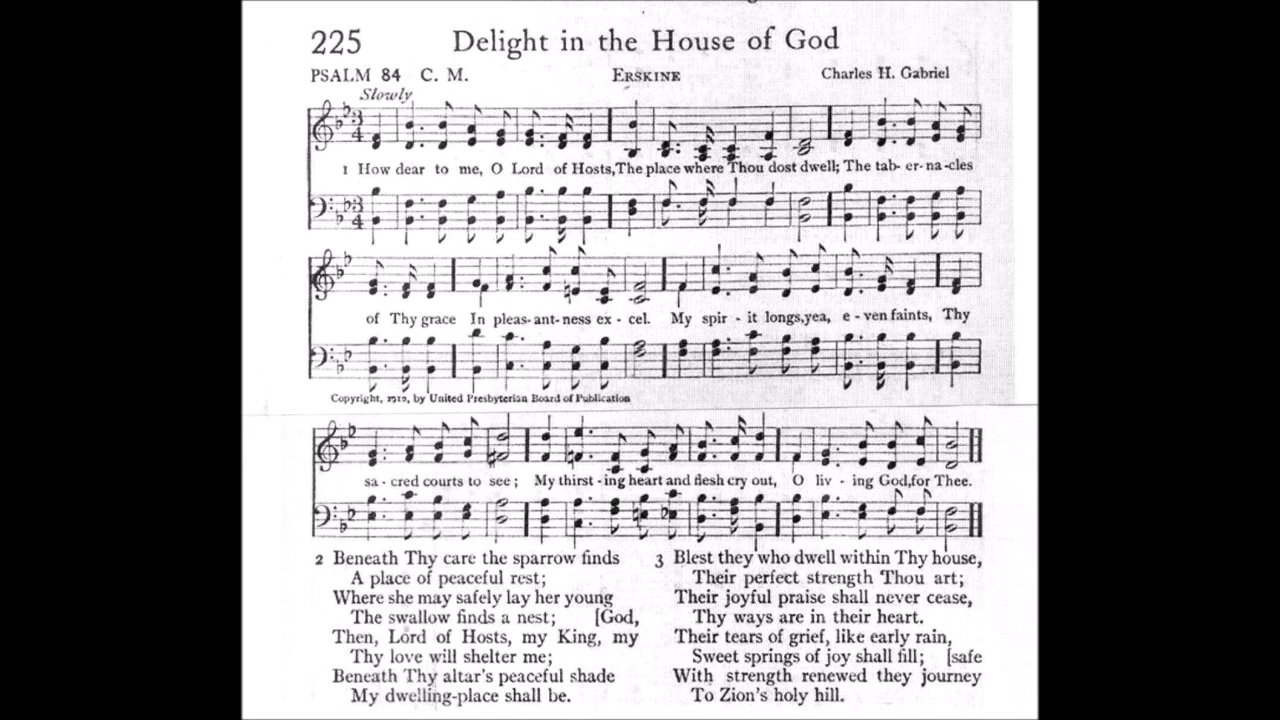 225 Delight in the House of God
PSALM 84 C. M. ERSKINE Charles H. Gabriel
Slowly
1 How dear to me, O Lord of Hosts, The place where Thou dost dwell; The tab- er- na -cles
of Thy grace In pleas- ant- ness ex - cel. My spir - it longs, yea, e - ven faints, Thy
Copyright, 1912, by United Presbyterian Board of Publication
sa - cred courts to see; My thirst - ing heart and flesh cry out, O liv - ing God, for Thee.
2 Beneath Thy care the sparrow finds
A place of peaceful rest;
Where she may safely lay her young
The swallow finds a nest; [God,
Then, Lord of Hosts, my King, my
Thy love will shelter me;
Beneath Thy altar's peaceful shade
My dwelling-place shall be.
3 Blest they who dwell within Thy house,
Their perfect strength Thou art;
Their joyful praise shall never cease,
Thy ways are in their heart.
Their tears of grief, like early rain,
Sweet springs of joy shall fill; [safe
With strength renewed they journey
To Zion's holy hill.